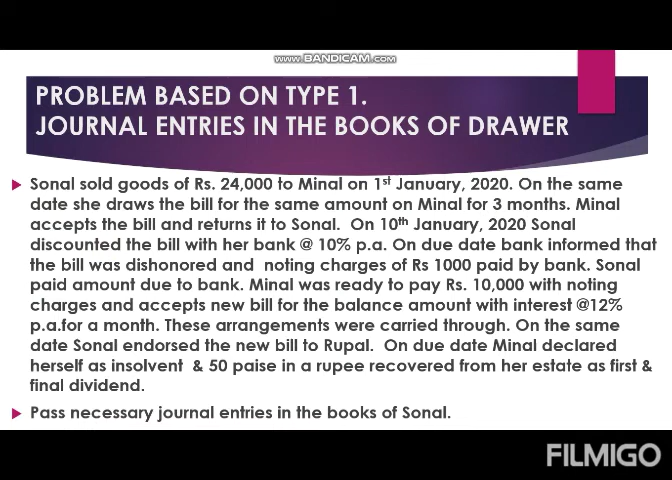 www.BANDICAM.com
PROBLEM BASED ON TYPE 1.
JOURNAL ENTRIES IN THE BOOKS OF DRAWER
Sonal sold goods of Rs. 24,000 to Minal on 1st January, 2020. On the same
date she draws the bill for the same amount on Minal for 3 months. Minal
accepts the bill and returns it to Sonal. On 10th January, 2020 Sonal
discounted the bill with her bank @ 10% p.a. On due date bank informed that
the bill was dishonored and noting charges of Rs 1000 paid by bank. Sonal
paid amount due to bank. Minal was ready to pay Rs. 10,000 with noting
charges and accepts new bill for the balance amount with interest @12%
p.a.for a month. These arrangements were carried through. On the same
date Sonal endorsed the new bill to Rupal. On due date Minal declared
herself as insolvent & 50 paise in a rupee recovered from her estate as first &
final dividend.
Pass necessary journal entries in the books of Sonal.
FILMIGO